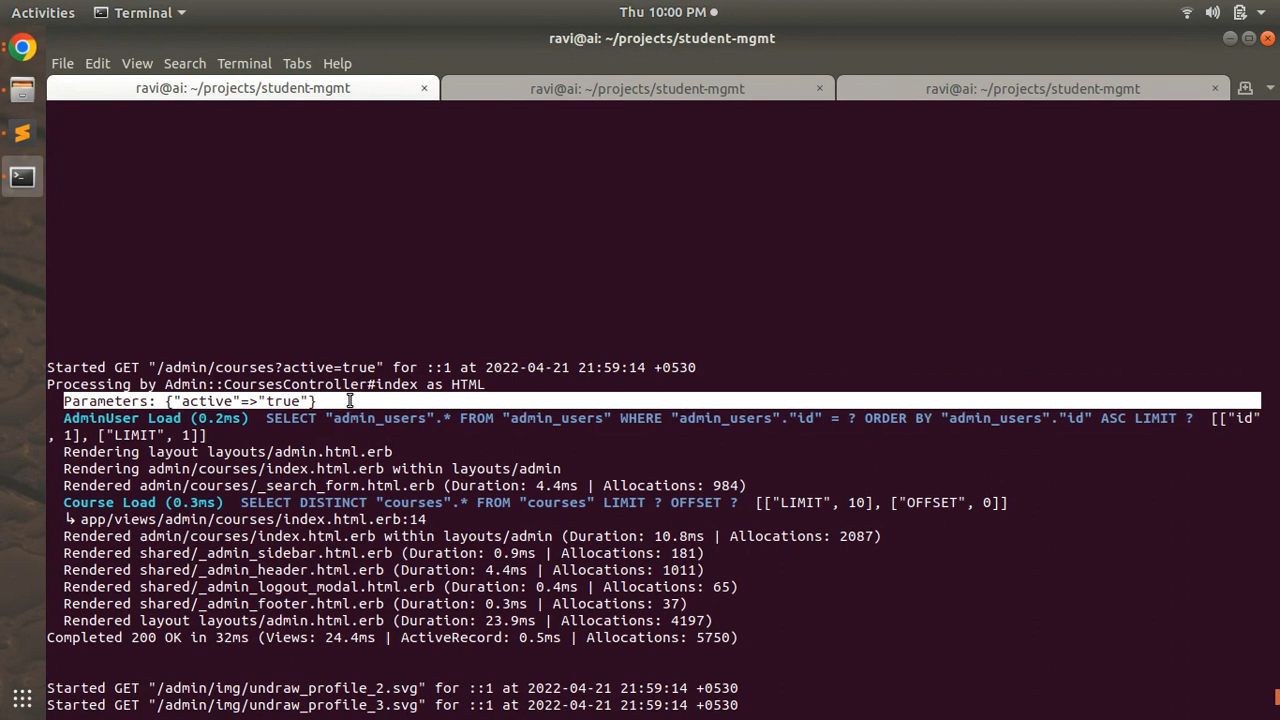 Activities Terminal Thu 10:00 PM
ravi@ai: ~/projects/student-mgmt
File Edit View Search Terminal Tabs Help
ravi@ai: ~/projects/student-mgmt × ravi@ai: ~/projects/student-mgmt × ravi@ai: ~/projects/student-mgmt ×
Started GET "/admin/courses?active=true" for ::1 at 2022-04-21 21:59:14 +0530
Processing by Admin::CoursesController#index as HTML
Parameters: {"active"=>"true"}
AdminUser Load (0.2ms) SELECT "admin_users".* FROM "admin_users" WHERE "admin_users"."id" = ? ORDER BY "admin_users"."id" ASC LIMIT ? [["id"
, 1], ["LIMIT", 1]]
Rendering layout layouts/admin.html.erb
Rendering admin/courses/index.html.erb within layouts/admin
Rendered admin/courses/_search_form.html.erb (Duration: 4.4ms | Allocations: 984)
Course Load (0.3ms) SELECT DISTINCT "courses".* FROM "courses" LIMIT ? OFFSET ? [["LIMIT", 10], ["OFFSET", 0]]
↳ app/views/admin/courses/index.html.erb:14
Rendered admin/courses/index.html.erb within layouts/admin (Duration: 10.8ms | Allocations: 2087)
Rendered shared/_admin_sidebar.html.erb (Duration: 0.9ms | Allocations: 181)
Rendered shared/_admin_header.html.erb (Duration: 4.4ms | Allocations: 1011)
Rendered shared/_admin_logout_modal.html.erb (Duration: 0.4ms | Allocations: 65)
Rendered shared/_admin_footer.html.erb (Duration: 0.3ms | Allocations: 37)
Rendered layout layouts/admin.html.erb (Duration: 23.9ms | Allocations: 4197)
Completed 200 OK in 32ms (Views: 24.4ms | ActiveRecord: 0.5ms | Allocations: 5750)
Started GET "/admin/img/undraw_profile_2.svg" for ::1 at 2022-04-21 21:59:14 +0530
Started GET "/admin/img/undraw_profile_3.svg" for ::1 at 2022-04-21 21:59:14 +0530